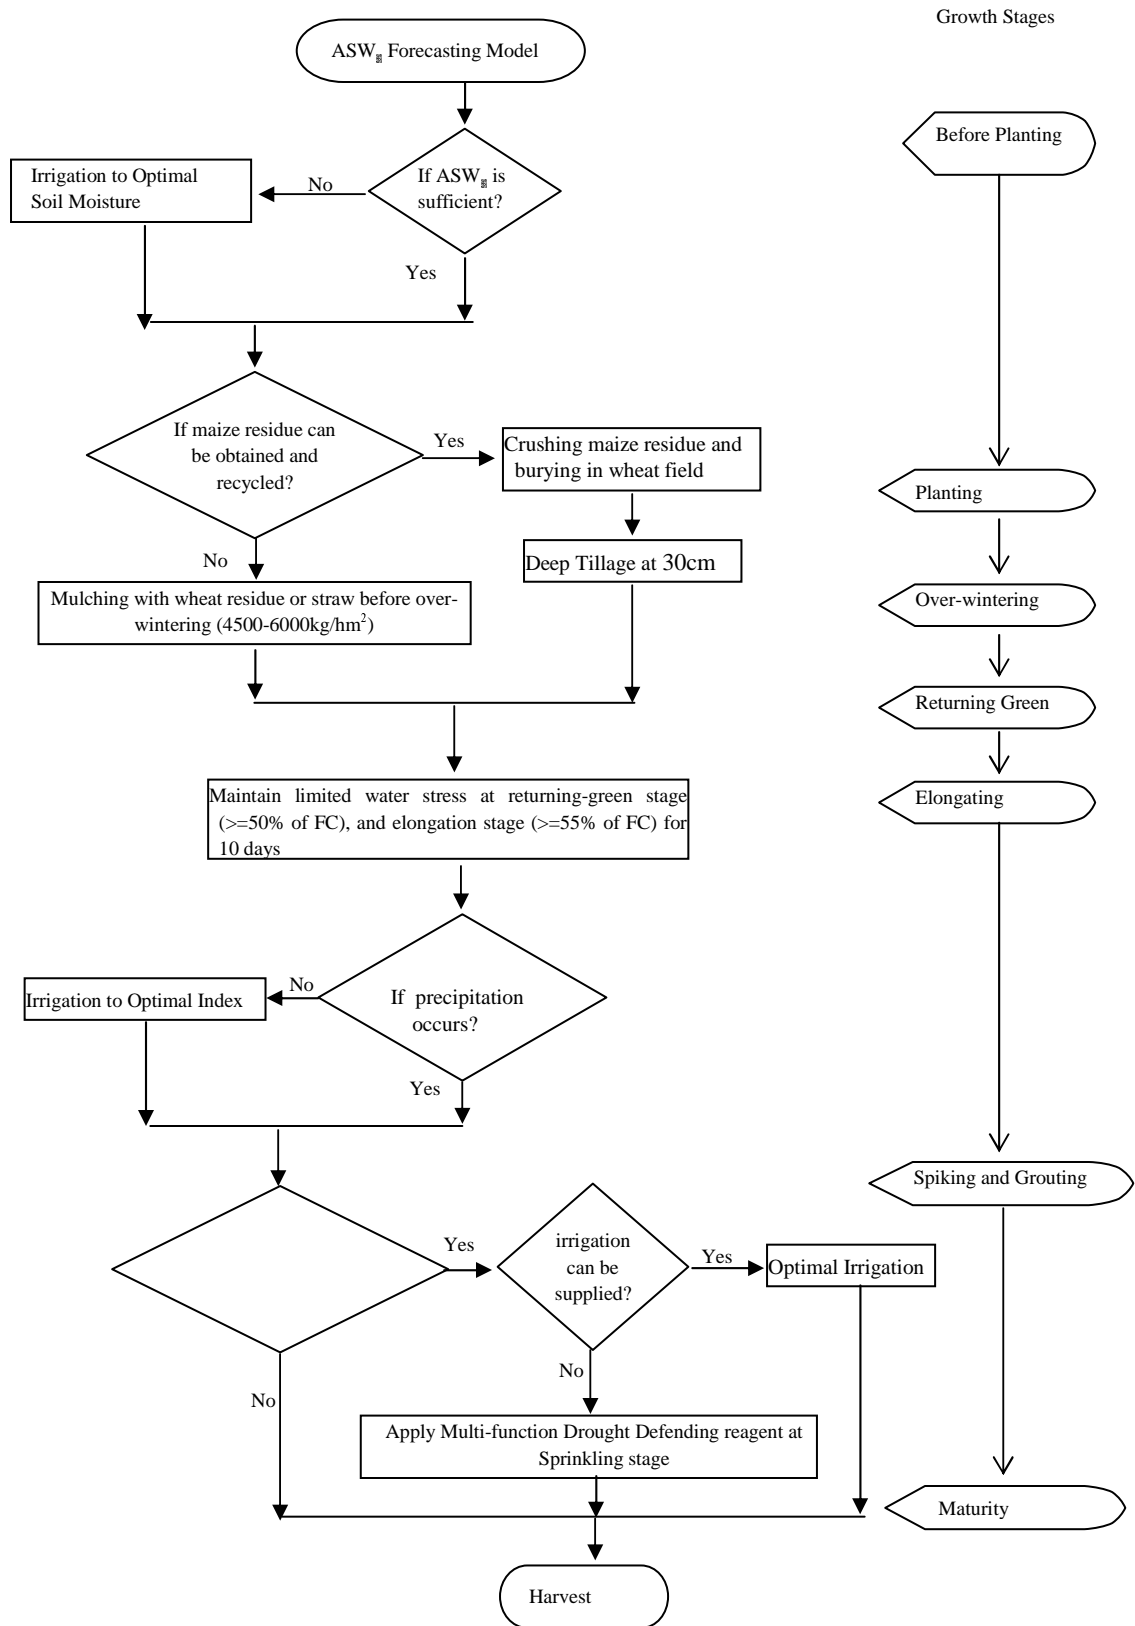 Growth Stages
ASW Forecasting Model
Before Planting
If ASW is
sufficient?
No
Irrigation to Optimal
Soil Moisture
Yes
If maize residue can
be obtained and
recycled?
Yes
Crushing maize residue and
burying in wheat field
Planting
No
Deep Tillage at 30cm
Mulching with wheat residue or straw before over-
wintering (4500-6000kg/hm²)
Over-wintering
Returning Green
Maintain limited water stress at returning-green stage
(>=50% of FC), and elongation stage (>=55% of FC) for
10 days
Elongating
No
Irrigation to Optimal Index
If precipitation
occurs?
Yes
Spiking and Grouting
Yes
irrigation
can be
supplied?
Yes
Optimal Irrigation
No
No
Apply Multi-function Drought Defending reagent at
Sprinkling stage
Maturity
Harvest